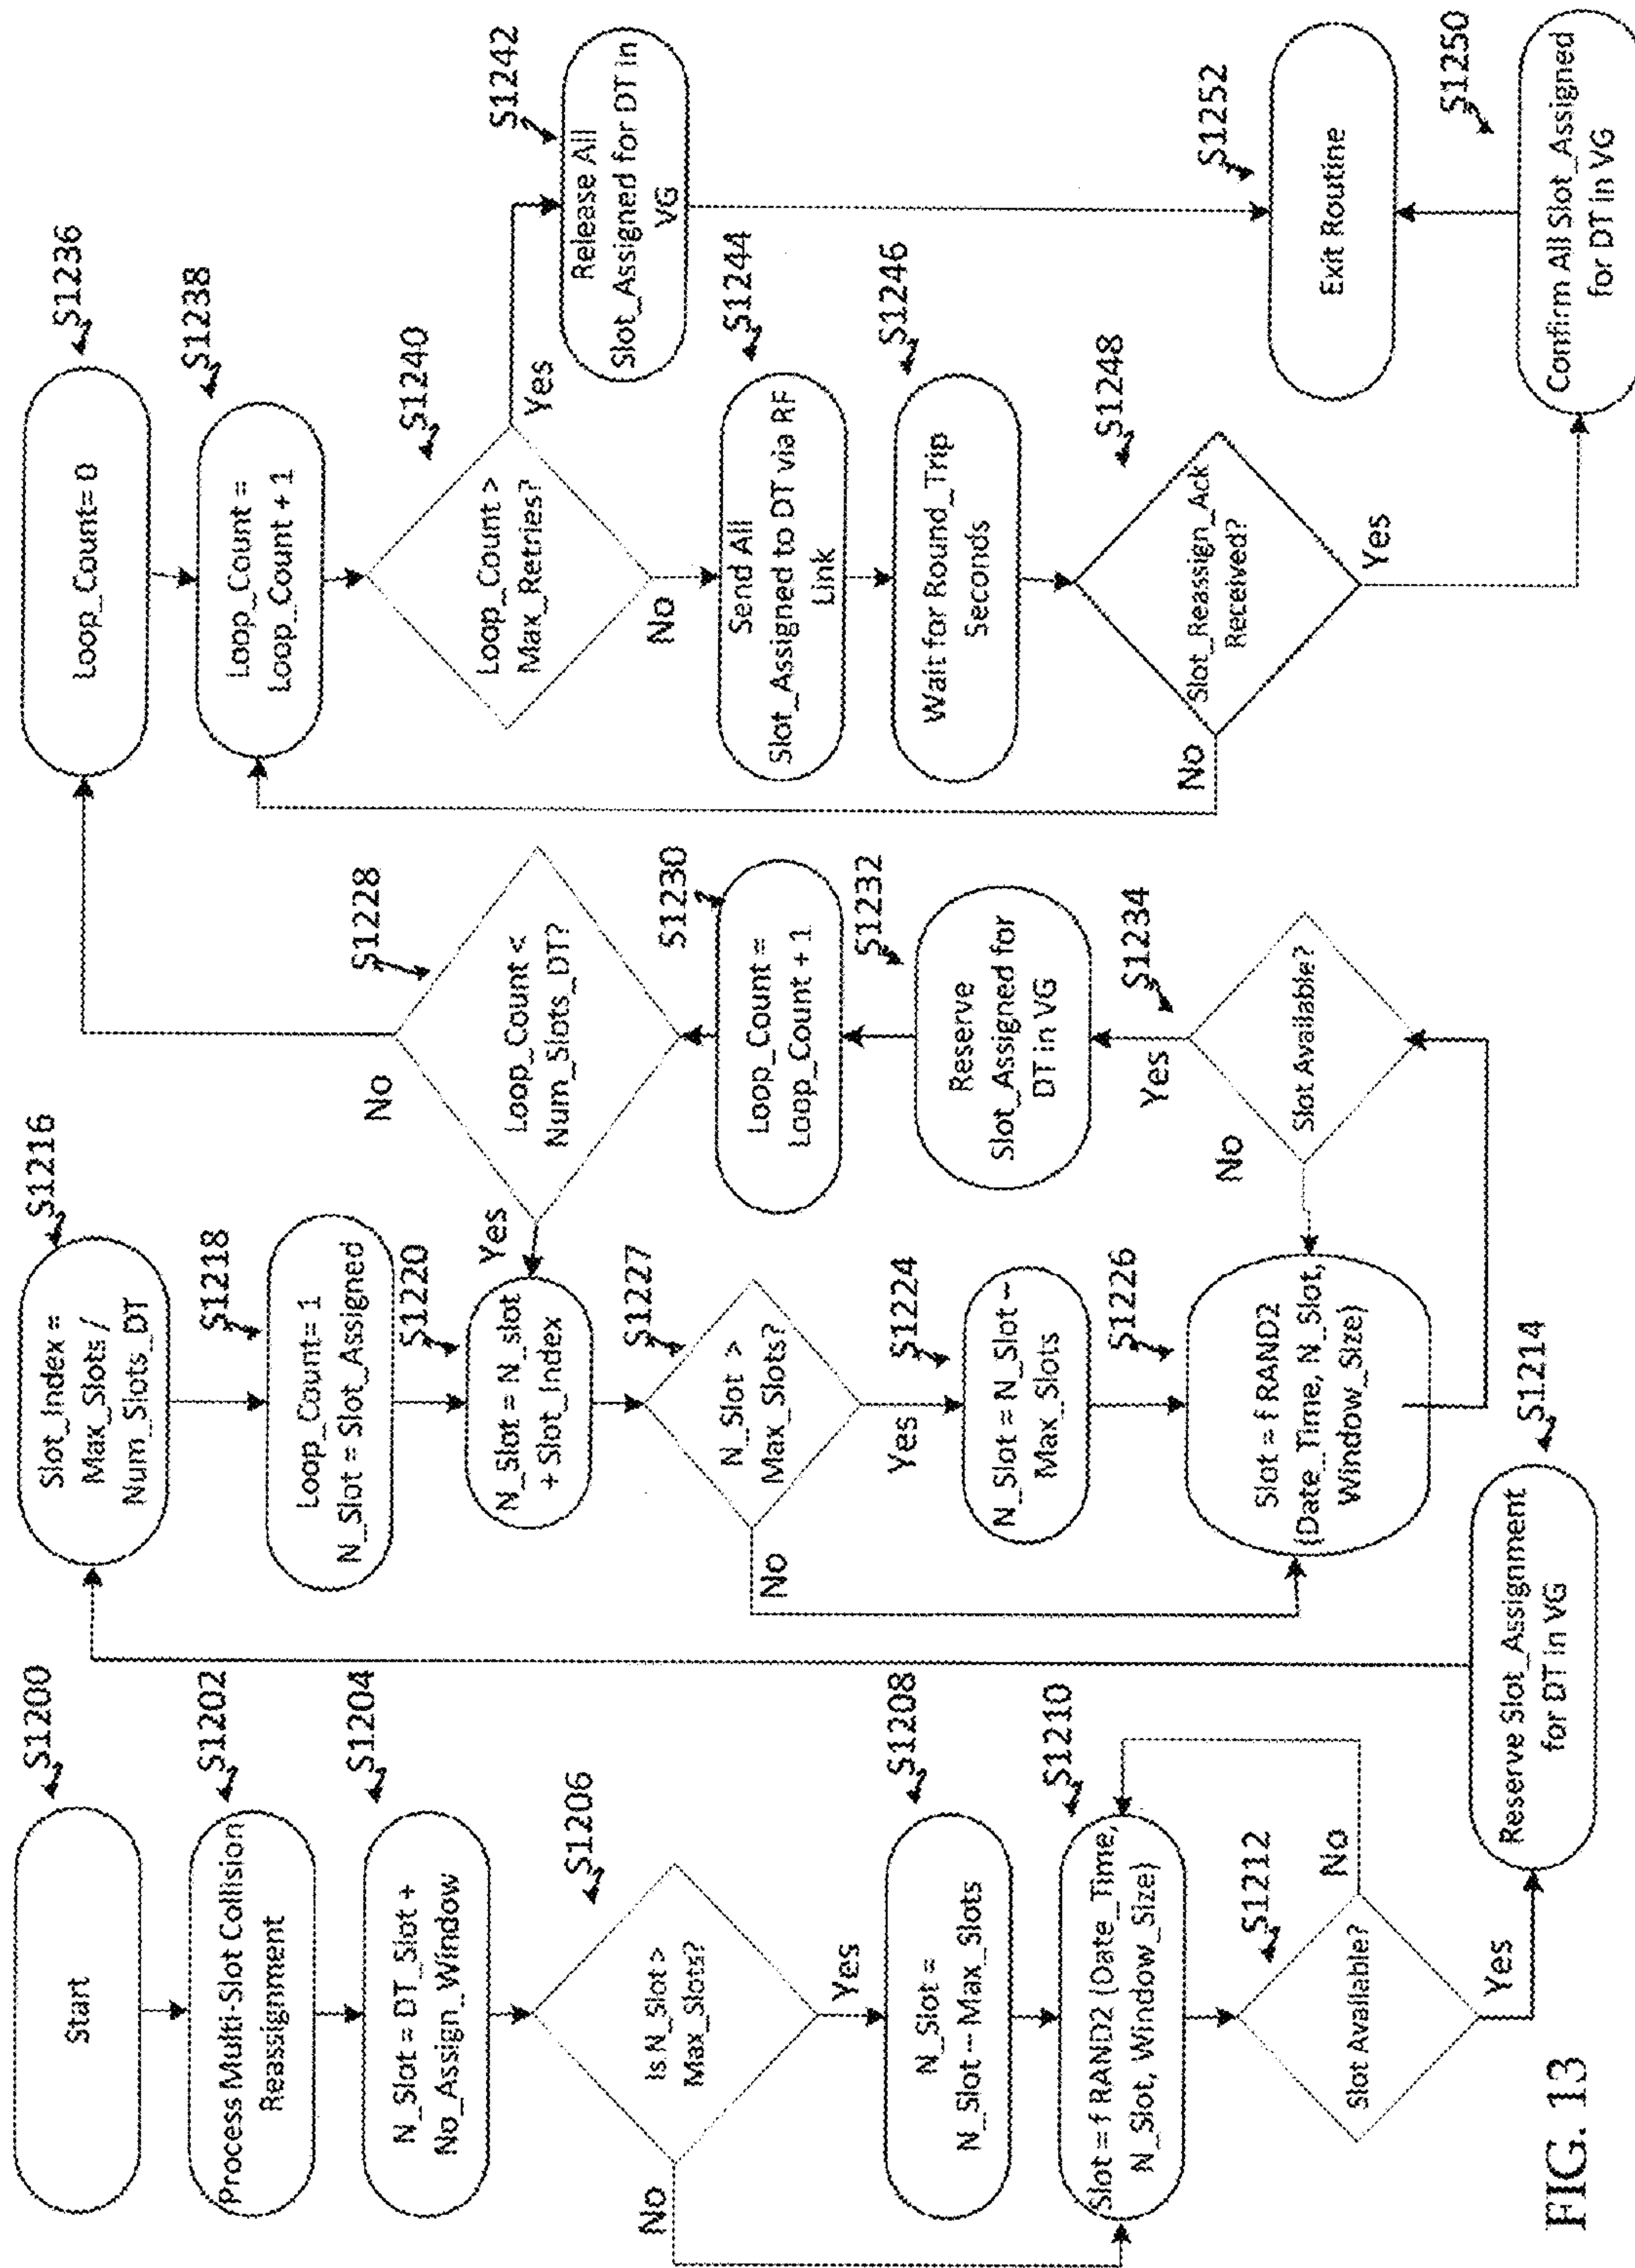 S1200
Start
S1202
Process Multi-Slot Collision
Reassignment
S1204
N_Slot = DT_Slot +
No_Assign_Window
S1206
Is N_Slot >
Max_Slots?
No
Yes
S1208
N_Slot =
N_Slot – Max_Slots
S1210
Slot = f RAND2 (Date_Time,
N_Slot, Window_Size)
S1212
Slot Available?
No
Yes
S1214
Reserve Slot_Assignment
for DT in VG
S1216
Slot_Index =
Max_Slots /
Num_Slots_DT
S1218
Loop_Count= 1
N_Slot = Slot_Assigned
S1220
N_Slot = N_slot
+ Slot_Index
S1227
N_Slot >
Max_Slots?
No
Yes
S1224
N_Slot = N_Slot –
Max_Slots
S1226
Slot = f RAND2
(Date_Time, N_Slot,
Window_Size)
S1228
Loop_Count <
Num_Slots_DT?
No
Yes
S1230
Loop_Count =
Loop_Count + 1
S1232
Reserve
Slot_Assigned for
DT in VG
S1234
Slot Available?
Yes
No
S1236
Loop_Count= 0
S1238
Loop_Count =
Loop_Count + 1
S1240
Loop_Count >
Max_Retries?
Yes
No
S1242
Release All
Slot_Assigned for DT in
VG
S1244
Send All
Slot_Assigned to DT via RF
Link
S1246
Wait for Round_Trip
Seconds
S1248
Slot_Reassign_Ack
Received?
No
Yes
S1250
Confirm All Slot_Assigned
for DT in VG
S1252
Exit Routine
FIG. 13